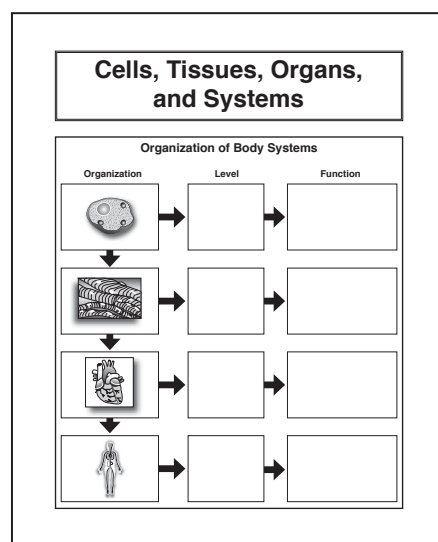 Cells, Tissues, Organs,
and Systems
Organization of Body Systems
Organization Level Function